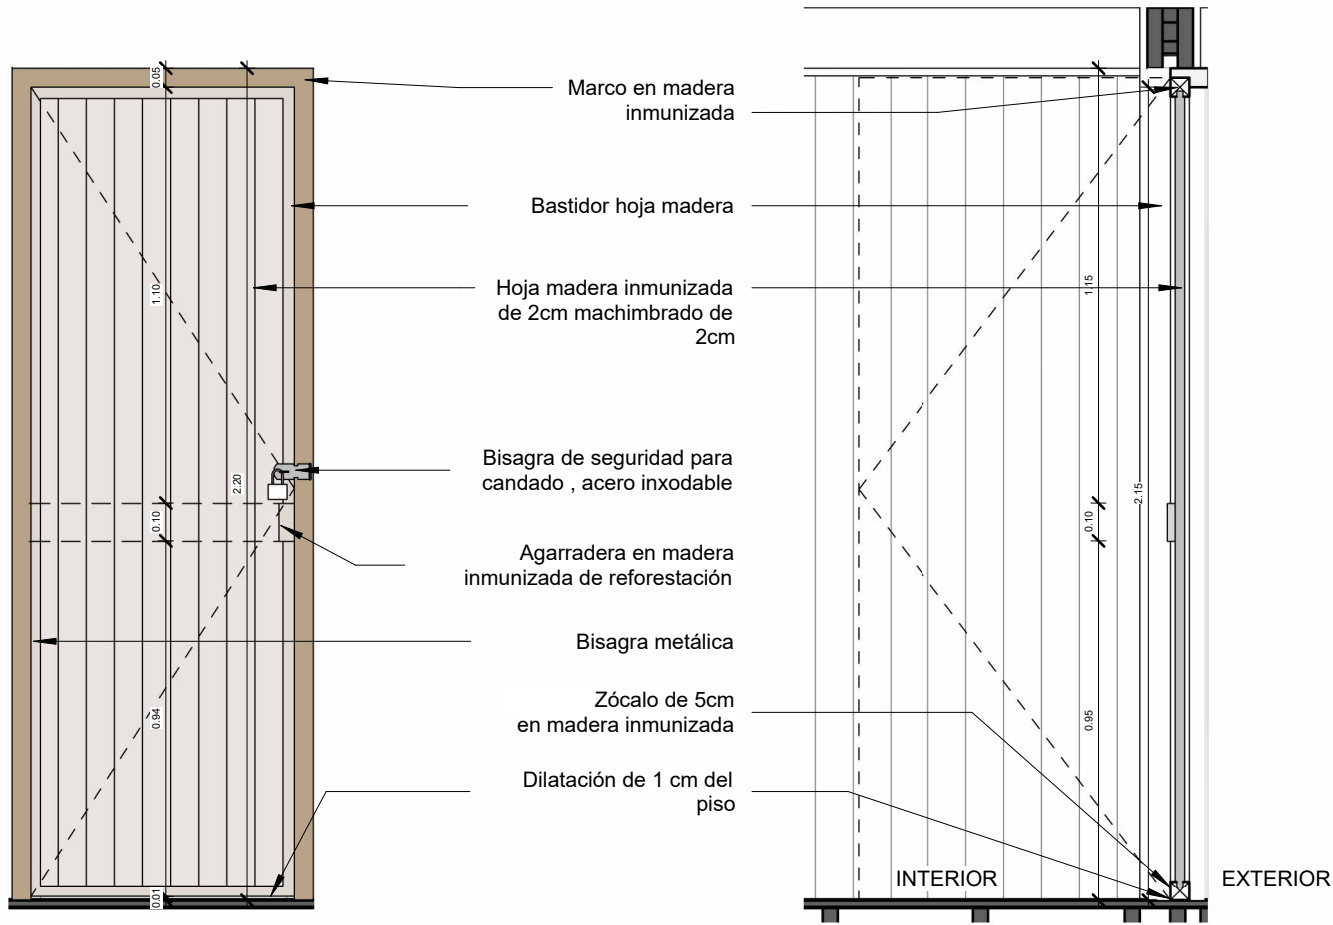 Marco en madera
inmunizada
Bastidor hoja madera
Hoja madera inmunizada
de 2cm machimbrado de
2cm
Bisagra de seguridad para
candado , acero inxodable
Agarradera en madera
inmunizada de reforestación
Bisagra metálica
Zócalo de 5cm
en madera inmunizada
Dilatación de 1 cm del
piso
0.05
1.10
2.20
0.10
0.94
0.01
1.15
2.15
0.10
0.95
INTERIOR
EXTERIOR